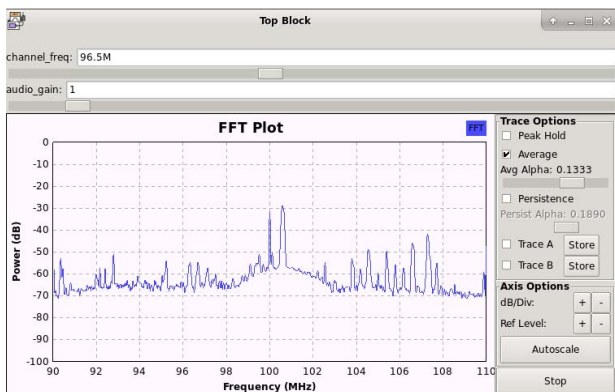 Top Block
channel_freq: 96.5M
audio_gain: 1
FFT Plot
FFT
0
-10
-20
-30
-40
-50
-60
-70
-80
-90
-100
Power (dB)
90 92 94 96 98 100 102 104 106 108 110
Frequency (MHz)
Trace Options
Peak Hold
Average
Avg Alpha: 0.1333
Persistence
Persist Alpha: 0.1890
Trace A Store
Trace B Store
Axis Options
dB/Div: + -
Ref Level: + -
Autoscale
Stop